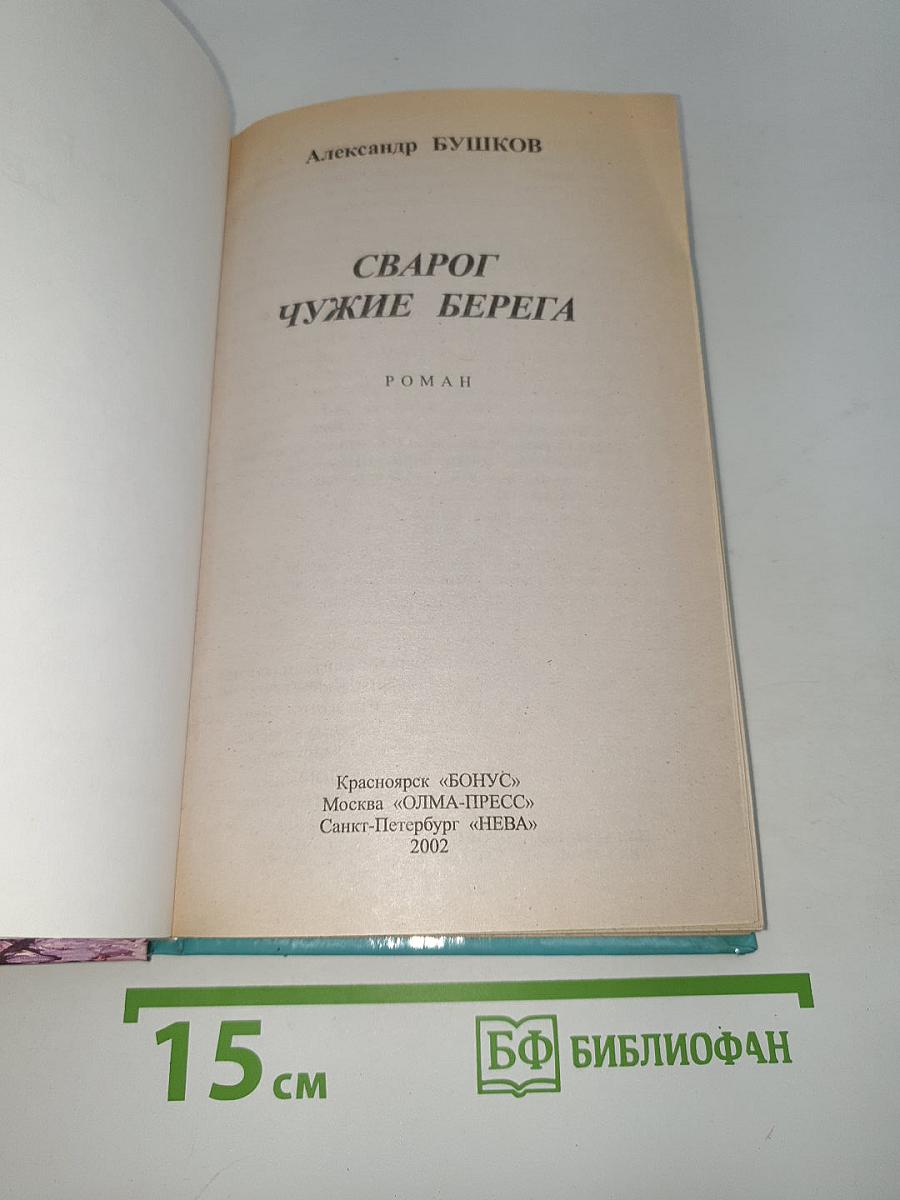 Александр БУШКОВ
СВАРОГ
ЧУЖИЕ БЕРЕГА
РОМАН
Красноярск «БОНУС»
Москва «ОЛМА-ПРЕСС»
Санкт-Петербург «НЕВА»
2002
15 см
БФ БИБЛИОФАН